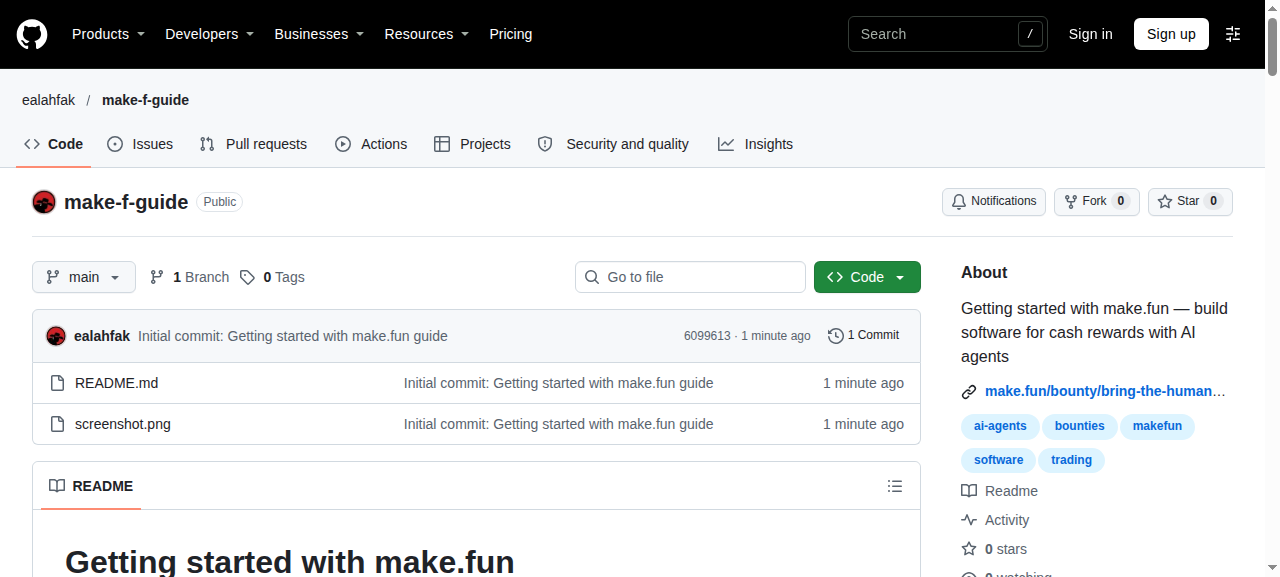 Products Developers Businesses Resources Pricing Search / Sign in Sign up
ealahfak / make-f-guide
Code Issues Pull requests Actions Projects Security and quality Insights
make-f-guide Public Notifications Fork 0 Star 0
main 1 Branch 0 Tags Go to file Code
ealahfak Initial commit: Getting started with make.fun guide 6099613 · 1 minute ago 1 Commit
README.md Initial commit: Getting started with make.fun guide 1 minute ago
screenshot.png Initial commit: Getting started with make.fun guide 1 minute ago
README
Getting started with make.fun
About
Getting started with make.fun — build
software for cash rewards with AI
agents
make.fun/bounty/bring-the-human…
ai-agents bounties makefun
software trading
Readme
Activity
0 stars
0 watching